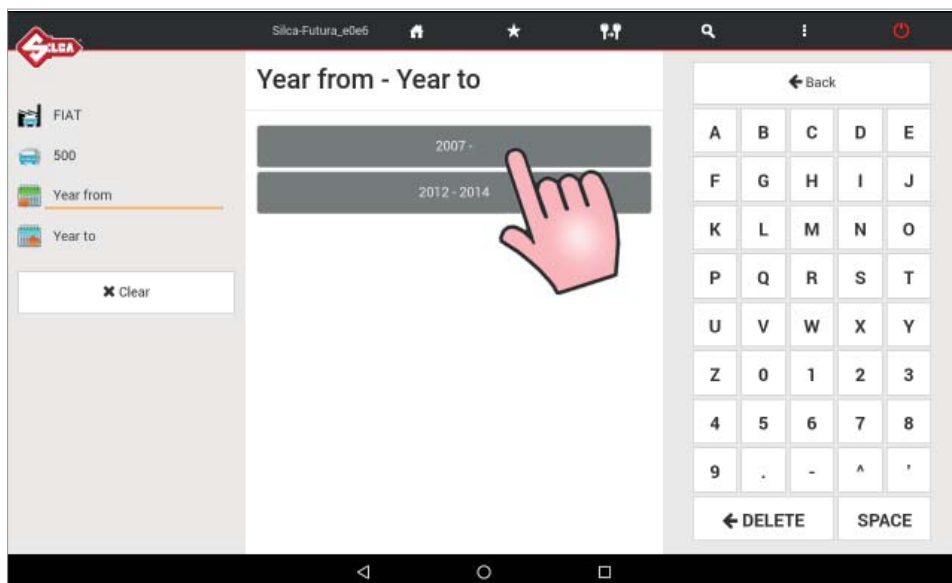 SILCA
Silca-Futura_e0e6
FIAT
500
Year from
Year to
Clear
Year from - Year to
2007 -
2012 - 2014
Back
A B C D E
F G H I J
K L M N O
P Q R S T
U V W X Y
Z 0 1 2 3
4 5 6 7 8
9 . - ^ '
DELETE SPACE